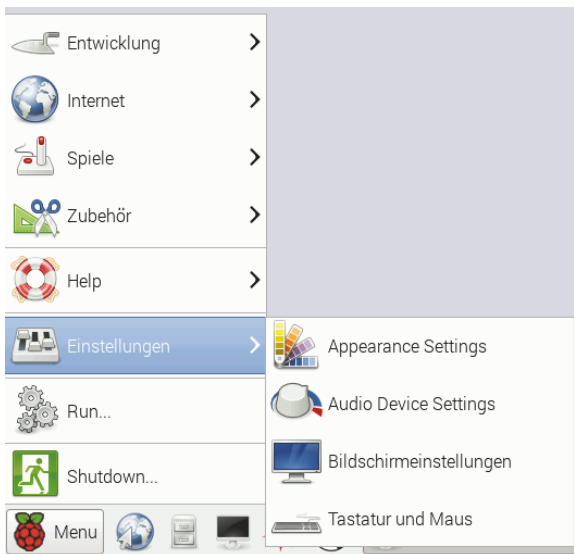 Entwicklung
Internet
Spiele
Zubehör
Help
Einstellungen
Run...
Shutdown...
Menu
Appearance Settings
Audio Device Settings
Bildschirmeinstellungen
Tastatur und Maus